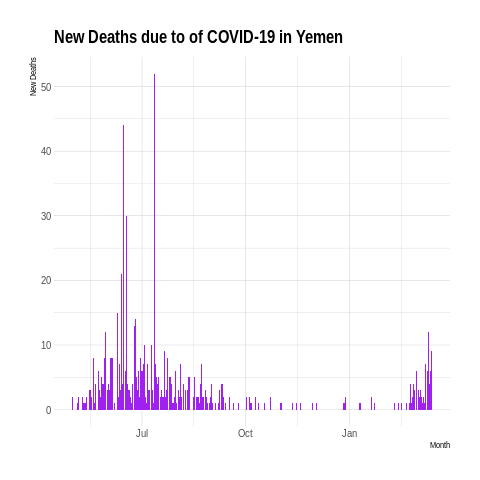 New Deaths due to of COVID-19 in Yemen
New Deaths
50
40
30
20
10
0
Jul
Oct
Jan
Month